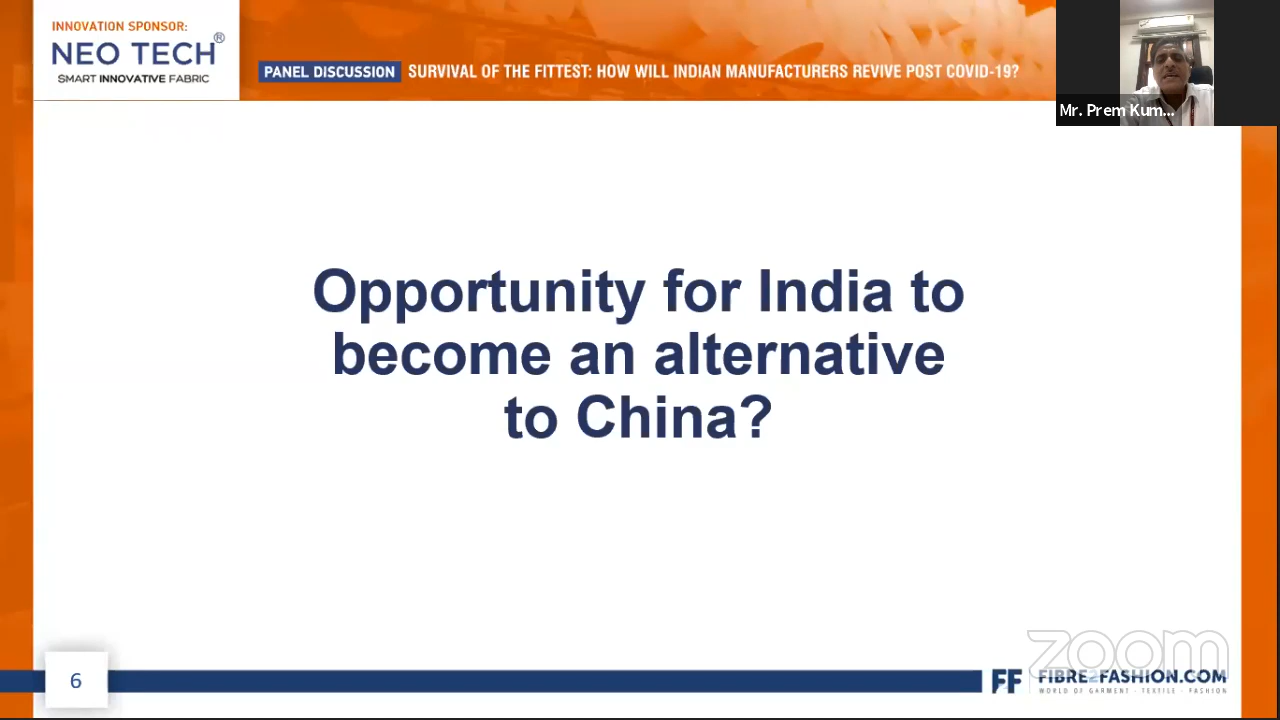 INNOVATION SPONSOR:
NEO TECH®
SMART INNOVATIVE FABRIC
PANEL DISCUSSION SURVIVAL OF THE FITTEST: HOW WILL INDIAN MANUFACTURERS REVIVE POST COVID-19?
Mr. Prem Kum...
Opportunity for India to
become an alternative
to China?
zoom
6
FF FIBRE2FASHION.COM
WORLD OF GARMENT - TEXTILE - FASHION